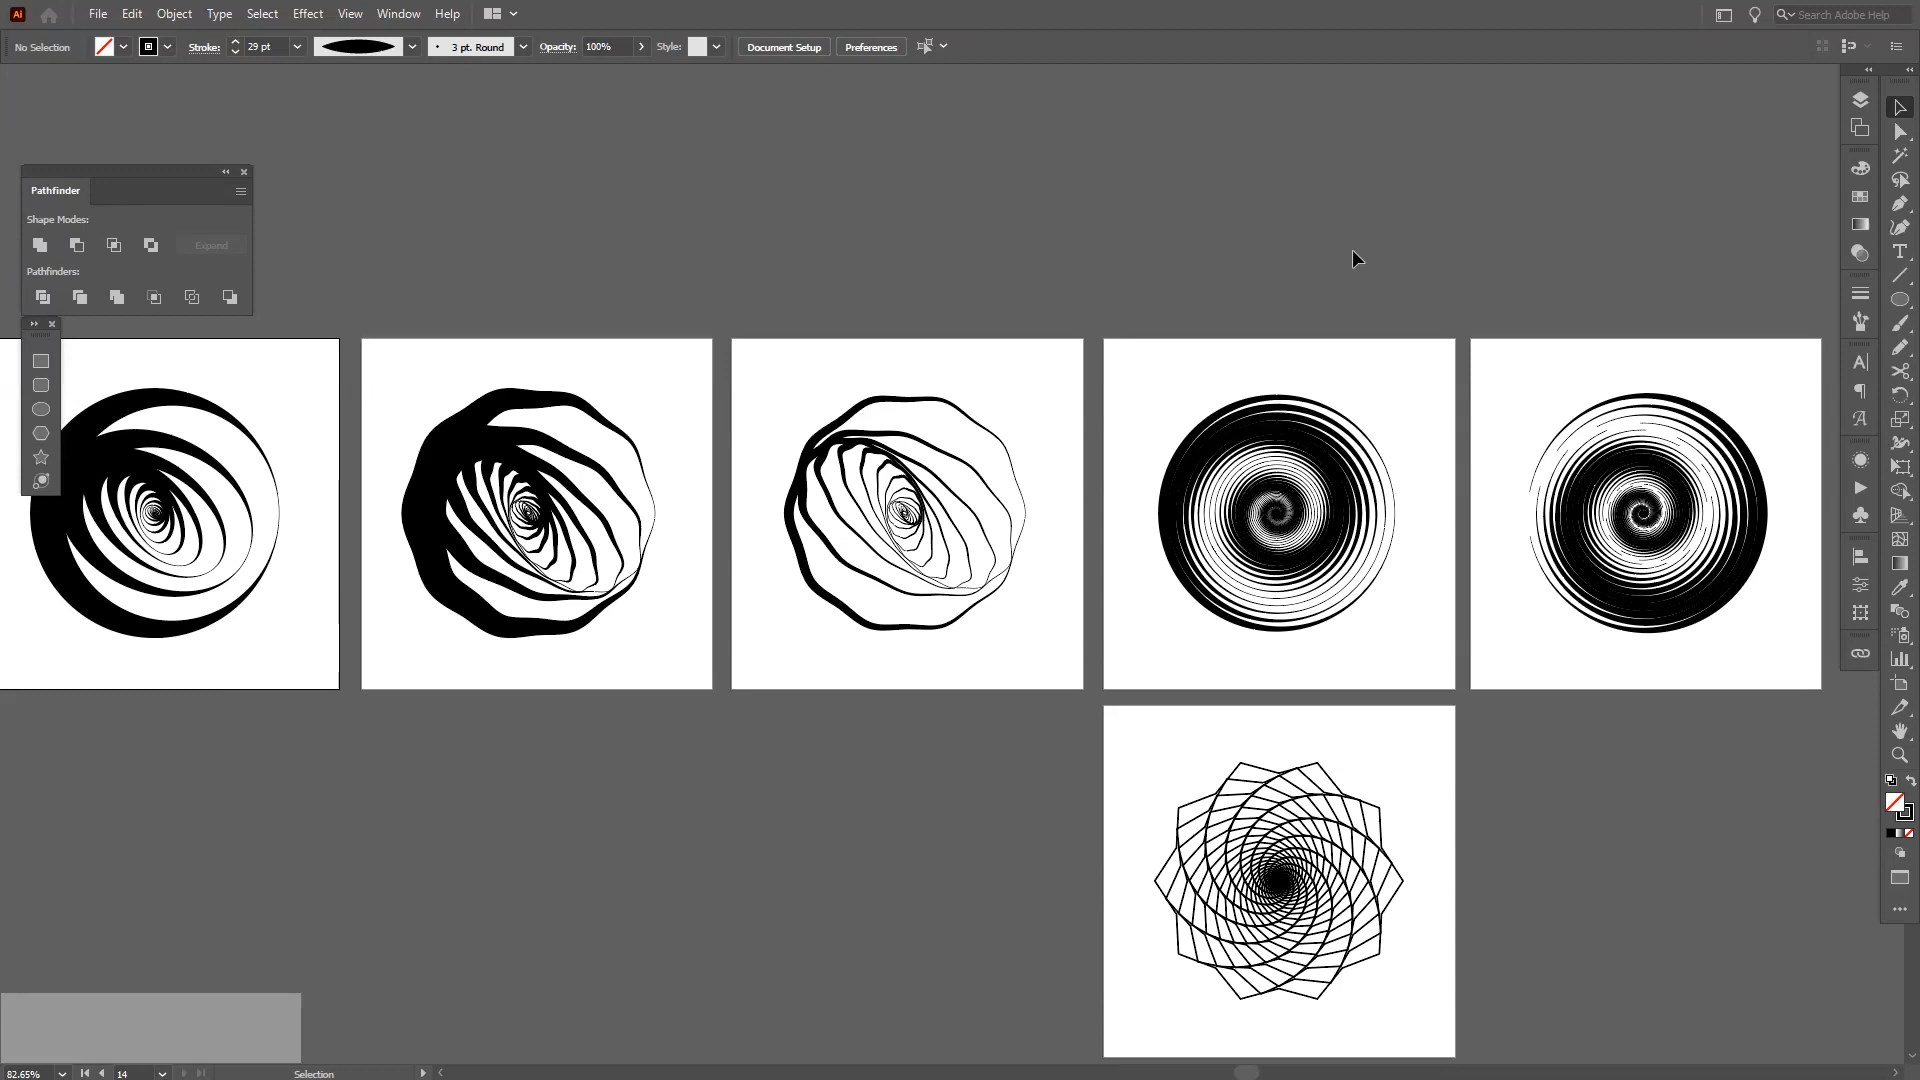 Ai File Edit Object Type Select Effect View Window Help Search Adobe Help
No Selection Stroke: 29 pt 3 pt. Round Opacity: 100% Style: Document Setup Preferences
Pathfinder
Shape Modes:
Expand
Pathfinders:
82.65% 14 Selection